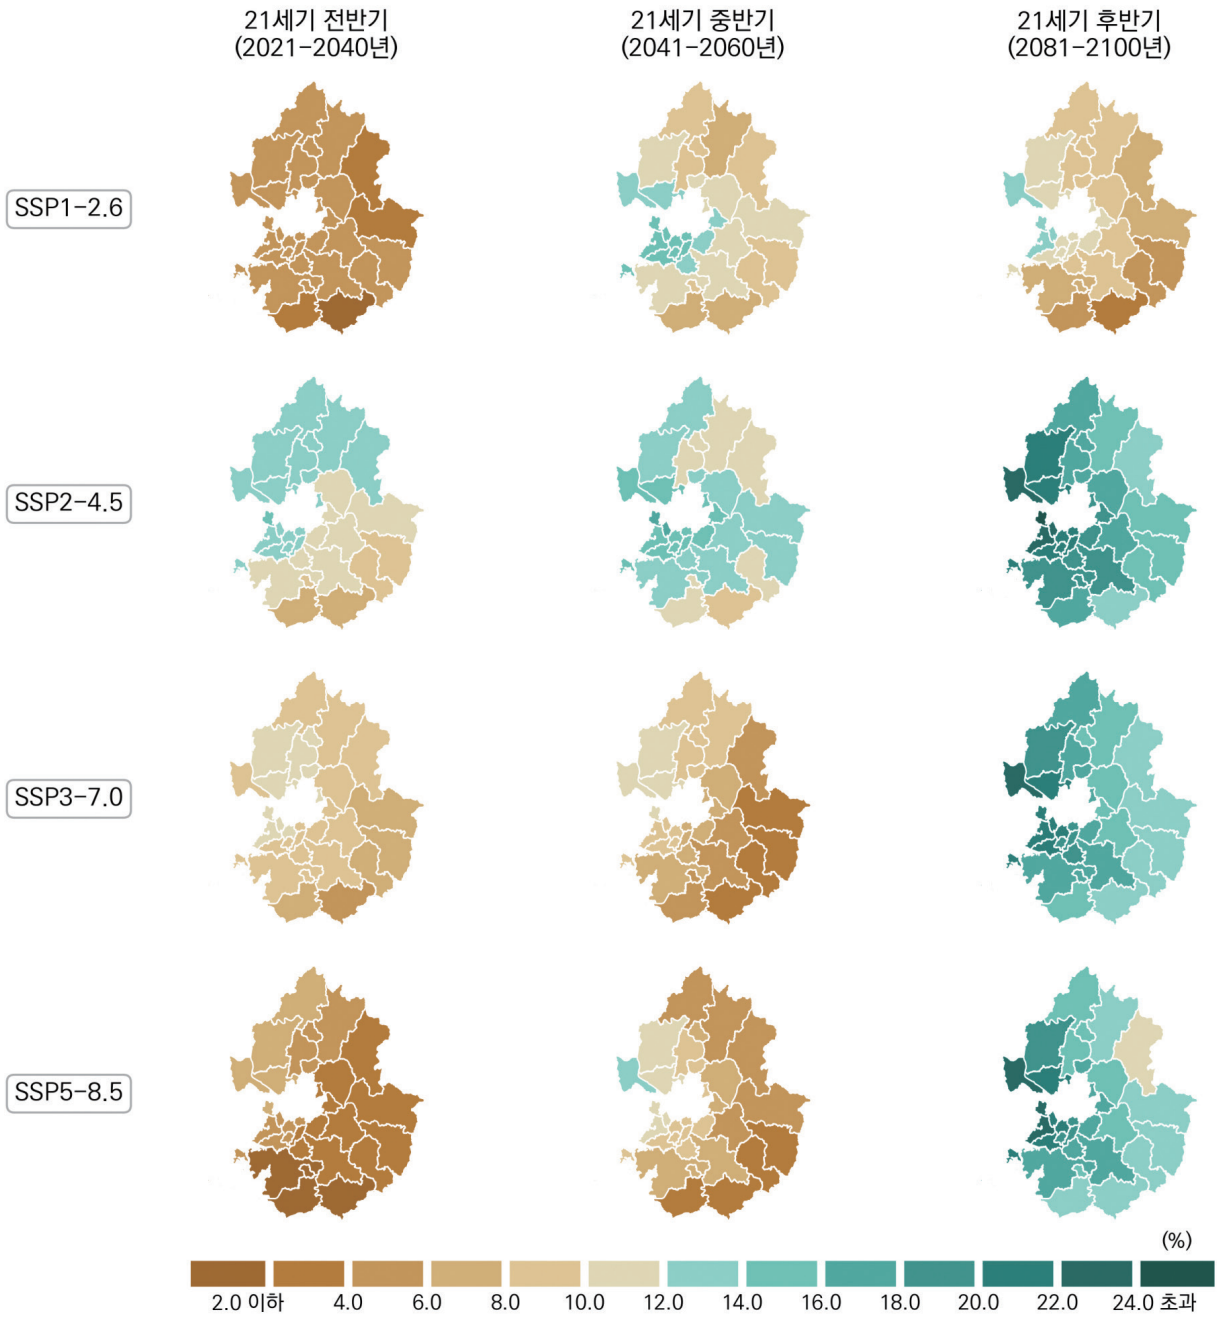 21세기 전반기
(2021-2040년)
21세기 중반기
(2041-2060년)
21세기 후반기
(2081-2100년)
SSP1-2.6
SSP2-4.5
SSP3-7.0
SSP5-8.5
(%)
2.0 이하 4.0 6.0 8.0 10.0 12.0 14.0 16.0 18.0 20.0 22.0 24.0 초과